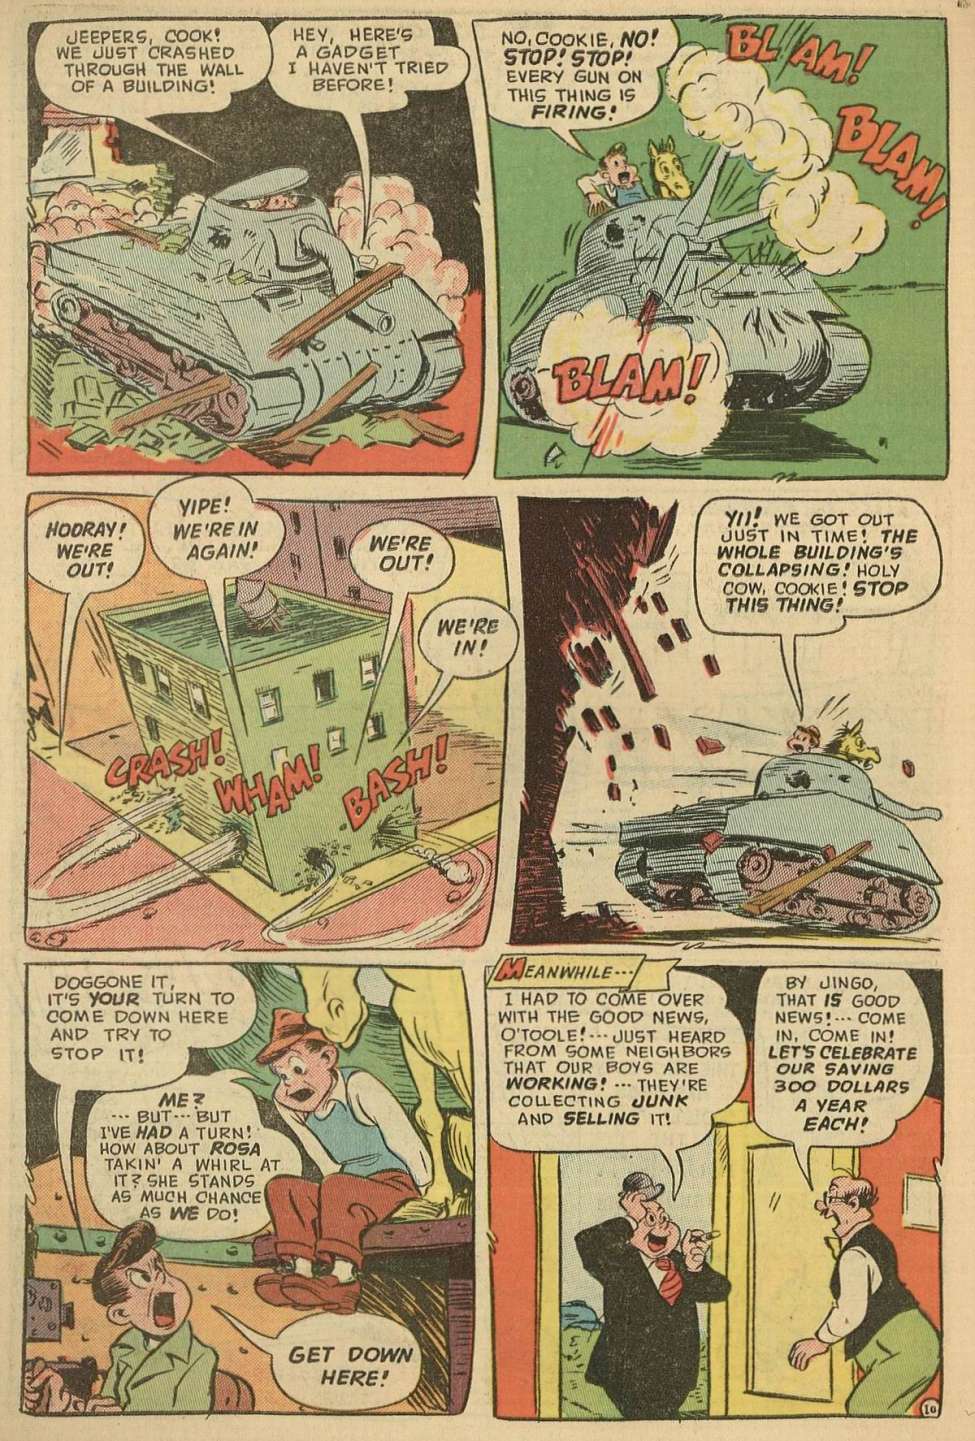 JEEPERS, COOK!
WE JUST CRASHED
THROUGH THE WALL
OF A BUILDING!
HEY, HERE'S
A GADGET
I HAVEN'T TRIED
BEFORE!
NO, COOKIE, NO!
STOP! STOP!
EVERY GUN ON
THIS THING IS
FIRING!
BLAM!
BLAM!
BLAM!
HOORAY!
WE'RE
OUT!
YIPE!
WE'RE IN
AGAIN!
WE'RE
OUT!
WE'RE
IN!
CRASH!
WHAM!
BASH!
YII! WE GOT OUT
JUST IN TIME! THE
WHOLE BUILDING'S
COLLAPSING! HOLY
COW, COOKIE! STOP
THIS THING!
DOGGONE IT,
IT'S YOUR TURN TO
COME DOWN HERE
AND TRY TO
STOP IT!
ME?
--- BUT--- BUT
I'VE HAD A TURN!
HOW ABOUT ROSA
TAKIN' A WHIRL AT
IT? SHE STANDS
AS MUCH CHANCE
AS WE DO!
GET DOWN
HERE!
MEANWHILE---
I HAD TO COME OVER
WITH THE GOOD NEWS,
O'TOOLE!--- JUST HEARD
FROM SOME NEIGHBORS
THAT OUR BOYS ARE
WORKING! --- THEY'RE
COLLECTING JUNK
AND SELLING IT!
BY JINGO,
THAT IS GOOD
NEWS!--- COME
IN, COME IN!
LET'S CELEBRATE
OUR SAVING
300 DOLLARS
A YEAR
EACH!
10